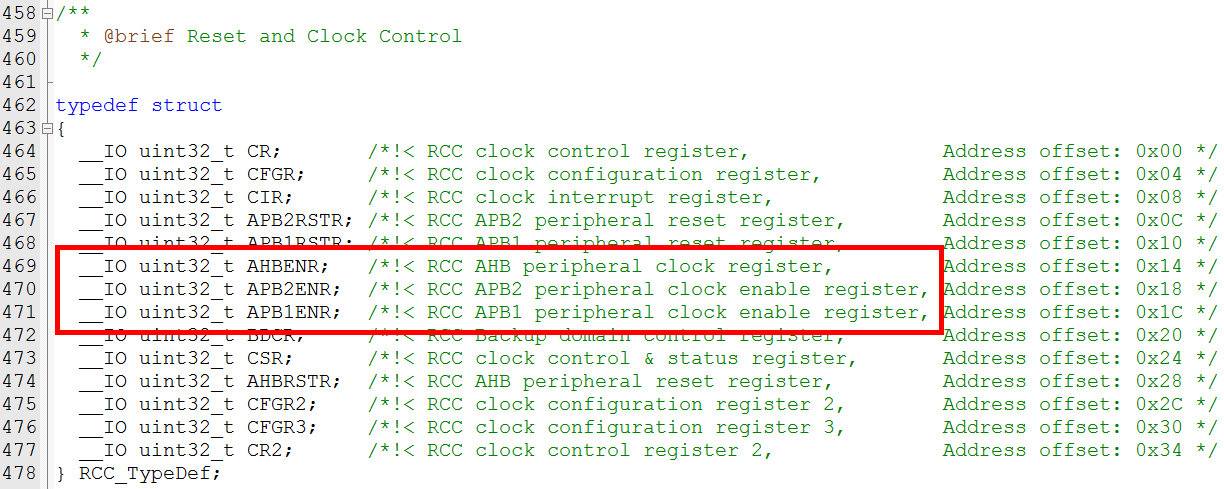 458 /**
459 * @brief Reset and Clock Control
460 */
461
462 typedef struct
463 {
464 __IO uint32_t CR; /*!< RCC clock control register, Address offset: 0x00 */
465 __IO uint32_t CFGR; /*!< RCC clock configuration register, Address offset: 0x04 */
466 __IO uint32_t CIR; /*!< RCC clock interrupt register, Address offset: 0x08 */
467 __IO uint32_t APB2RSTR; /*!< RCC APB2 peripheral reset register, Address offset: 0x0C */
468 __IO uint32_t APB1RSTR; /*!< RCC APB1 peripheral reset register, Address offset: 0x10 */
469 __IO uint32_t AHBENR; /*!< RCC AHB peripheral clock register, Address offset: 0x14 */
470 __IO uint32_t APB2ENR; /*!< RCC APB2 peripheral clock enable register, Address offset: 0x18 */
471 __IO uint32_t APB1ENR; /*!< RCC APB1 peripheral clock enable register, Address offset: 0x1C */
472 __IO uint32_t BDCR; /*!< RCC Backup domain control register, Address offset: 0x20 */
473 __IO uint32_t CSR; /*!< RCC clock control & status register, Address offset: 0x24 */
474 __IO uint32_t AHBRSTR; /*!< RCC AHB peripheral reset register, Address offset: 0x28 */
475 __IO uint32_t CFGR2; /*!< RCC clock configuration register 2, Address offset: 0x2C */
476 __IO uint32_t CFGR3; /*!< RCC clock configuration register 3, Address offset: 0x30 */
477 __IO uint32_t CR2; /*!< RCC clock control register 2, Address offset: 0x34 */
478 } RCC_TypeDef;